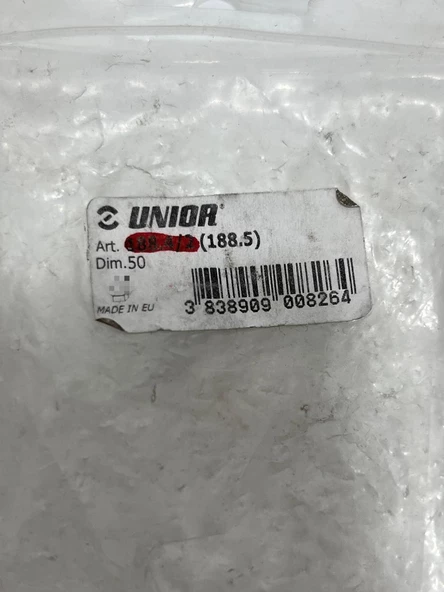 UNIOR®
Art. (188.5)
Dim.50
3 838909 008264
MADE IN EU